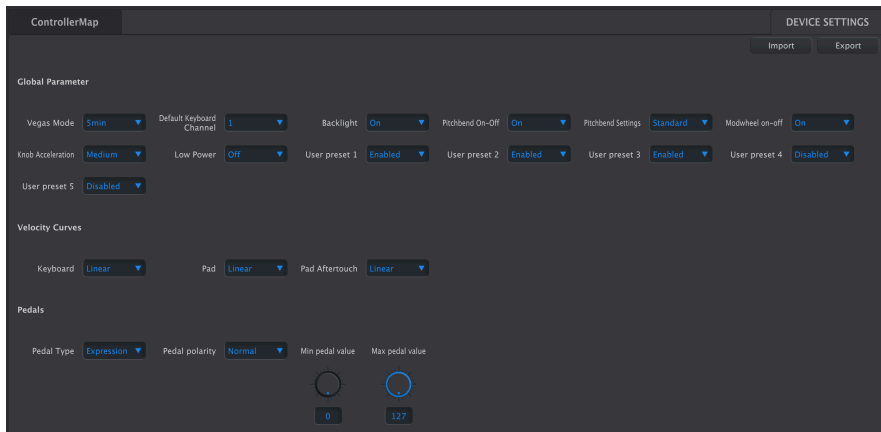 ControllerMap DEVICE SETTINGS
Import Export
Global Parameter
Vegas Mode 5min Default Keyboard Channel 1 Backlight On Pitchbend On-Off On Pitchbend Settings Standard Modwheel on-off On
Knob Acceleration Medium Low Power Off User preset 1 Enabled User preset 2 Enabled User preset 3 Enabled User preset 4 Disabled
User preset 5 Disabled
Velocity Curves
Keyboard Linear Pad Linear Pad Aftertouch Linear
Pedals
Pedal Type Expression Pedal polarity Normal Min pedal value Max pedal value
0 127